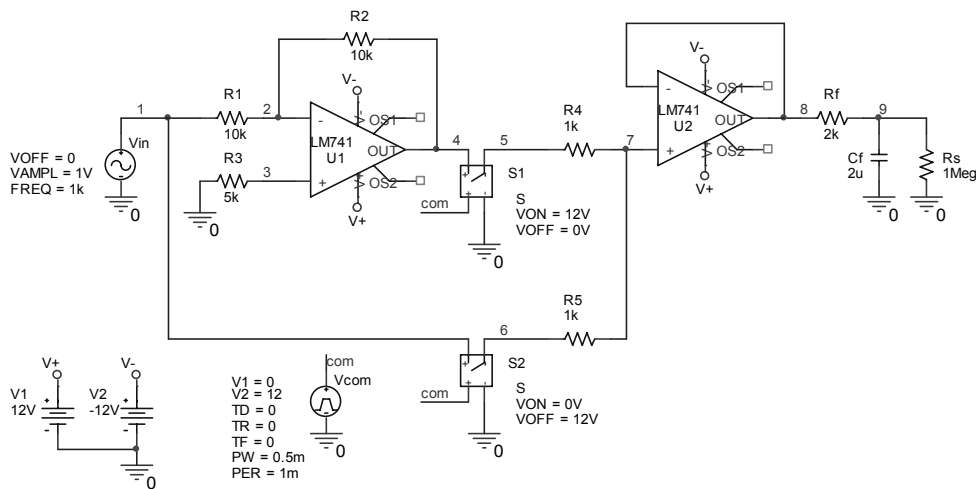 R2
10k
V-
1
R1
10k
2
LM741
U1
-
+
OS1
OUT
OS2
V-
V+
4
Vin
VOFF = 0
VAMPL = 1V
FREQ = 1k
0
R3
5k
3
0
V+
5
R4
1k
7
S1
+
-
com
S
VON = 12V
VOFF = 0V
0
V-
-
+
LM741
U2
OS1
OUT
OS2
V-
V+
V+
8
Rf
2k
9
Cf
2u
Rs
1Meg
0
0
6
R5
1k
S2
+
-
com
S
VON = 0V
VOFF = 12V
0
V+
V-
V1
12V
+
-
V2
-12V
+
-
0
com
Vcom
+
-
V1 = 0
V2 = 12
TD = 0
TR = 0
TF = 0
PW = 0.5m
PER = 1m
0